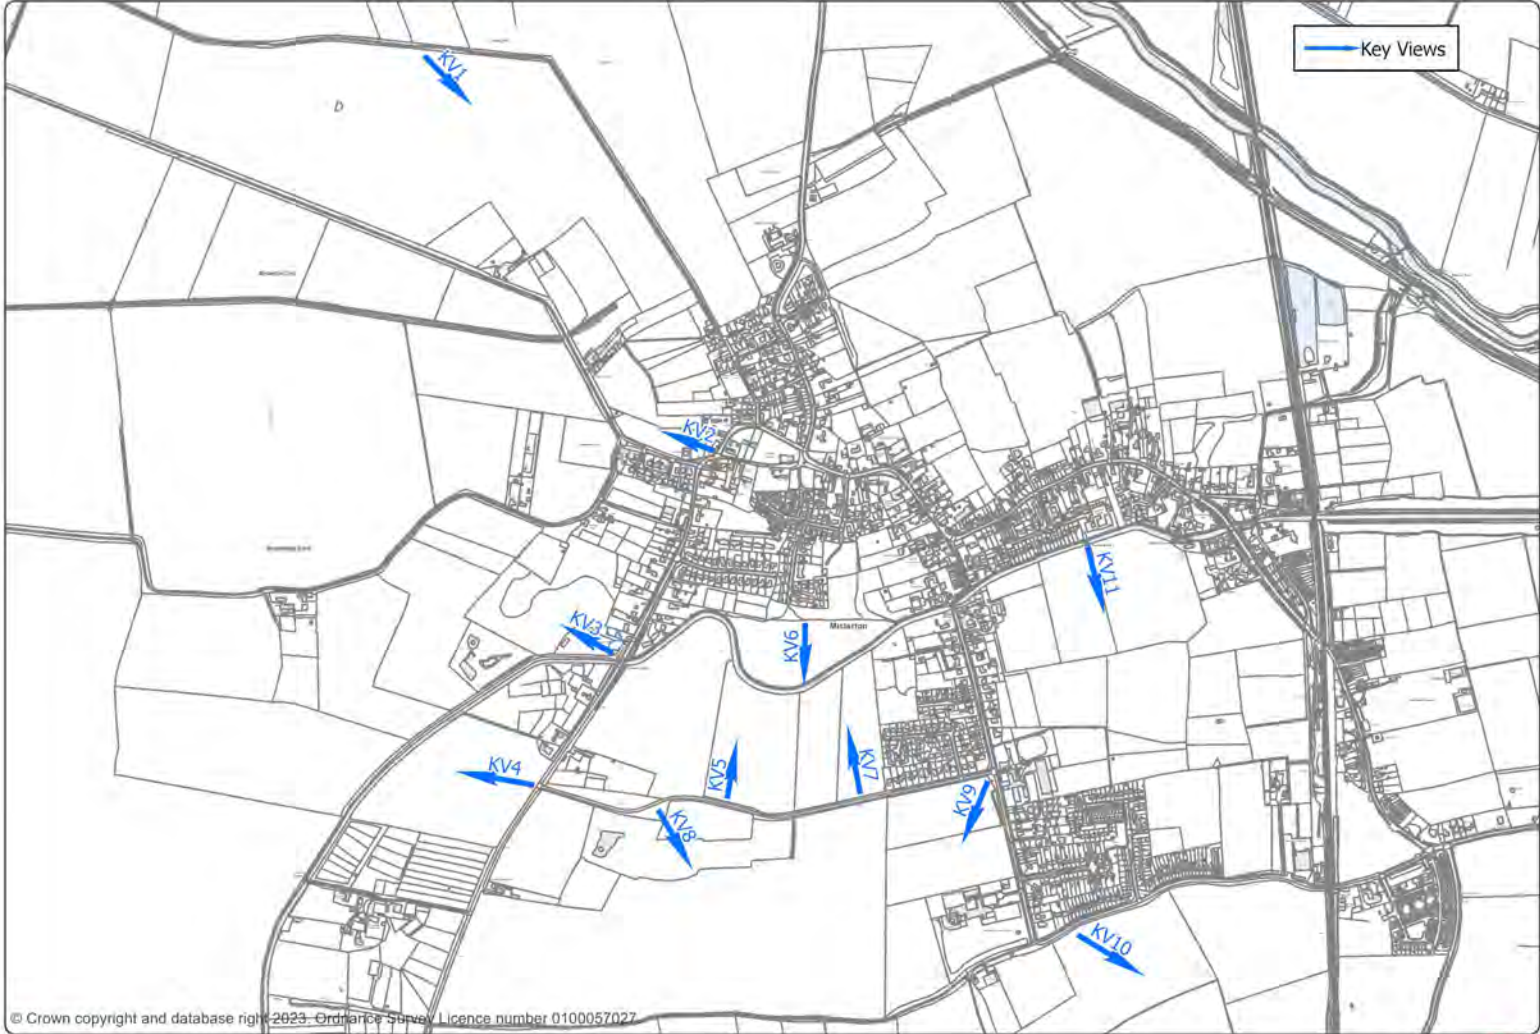 Key Views
KV1
D
KV2
KV3
KV6
Misterton
KV11
KV4
KV5
KV7
KV9
KV8
KV10
© Crown copyright and database right 2023. Ordnance Survey Licence number 0100057027